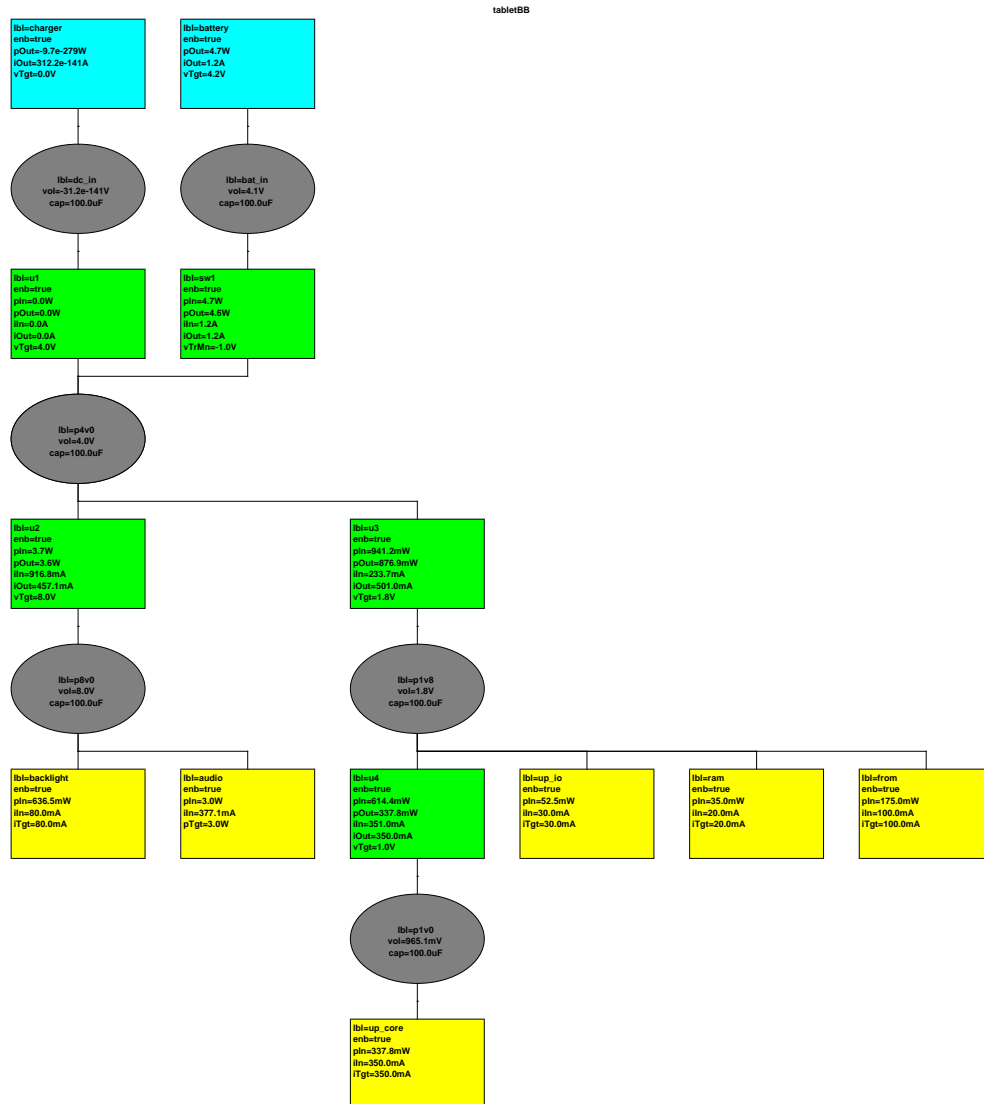 tabletBB
lbl=charger
enb=true
pOut=-9.7e-279W
iOut=312.2e-141A
vTgt=0.0V
lbl=battery
enb=true
pOut=4.7W
iOut=1.2A
vTgt=4.2V
lbl=dc_in
vol=-31.2e-141V
cap=100.0uF
lbl=bat_in
vol=4.1V
cap=100.0uF
lbl=u1
enb=true
pIn=0.0W
pOut=0.0W
iIn=0.0A
iOut=0.0A
vTgt=4.0V
lbl=sw1
enb=true
pIn=4.7W
pOut=4.6W
iIn=1.2A
iOut=1.2A
vTrMn=-1.0V
lbl=p4v0
vol=4.0V
cap=100.0uF
lbl=u2
enb=true
pIn=3.7W
pOut=3.6W
iIn=916.8mA
iOut=457.1mA
vTgt=8.0V
lbl=u3
enb=true
pIn=941.2mW
pOut=876.9mW
iIn=233.7mA
iOut=501.0mA
vTgt=1.8V
lbl=p8v0
vol=8.0V
cap=100.0uF
lbl=p1v8
vol=1.8V
cap=100.0uF
lbl=backlight
enb=true
pIn=636.5mW
iIn=80.0mA
iTgt=80.0mA
lbl=audio
enb=true
pIn=3.0W
iIn=377.1mA
pTgt=3.0W
lbl=u4
enb=true
pIn=614.4mW
pOut=337.8mW
iIn=351.0mA
iOut=350.0mA
vTgt=1.0V
lbl=up_io
enb=true
pIn=52.5mW
iIn=30.0mA
iTgt=30.0mA
lbl=ram
enb=true
pIn=35.0mW
iIn=20.0mA
iTgt=20.0mA
lbl=from
enb=true
pIn=175.0mW
iIn=100.0mA
iTgt=100.0mA
lbl=p1v0
vol=965.1mV
cap=100.0uF
lbl=up_core
enb=true
pIn=337.8mW
iIn=350.0mA
iTgt=350.0mA